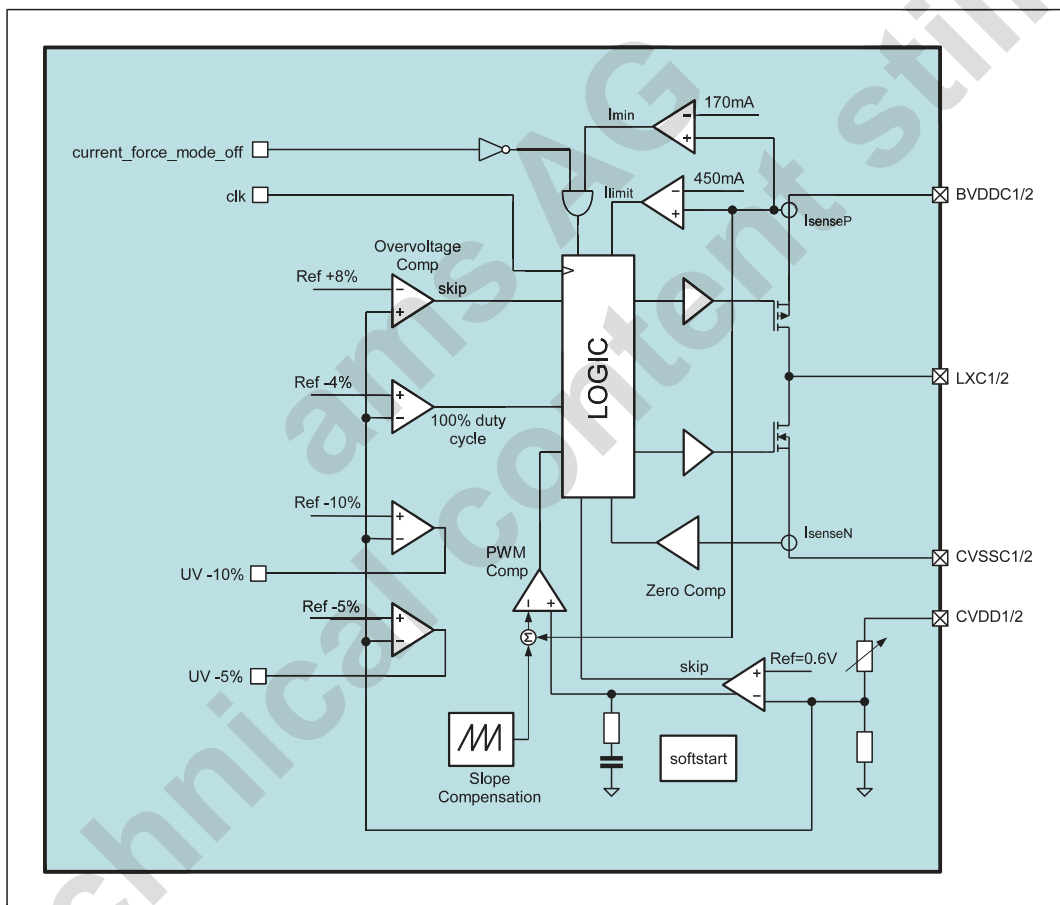 170mA
Imin
current_force_mode_off
450mA
clk
Ilimit
BVDDC1/2
IsenseP
Overvoltage
Comp
Ref +8%
skip
LOGIC
Ref -4%
LXC1/2
100% duty
cycle
Ref -10%
IsenseN
PWM
Comp
CVSSC1/2
UV -10%
Zero Comp
Ref -5%
CVDD1/2
Σ
Ref=0.6V
skip
UV -5%
softstart
Slope
Compensation
ams AG
chnical content still